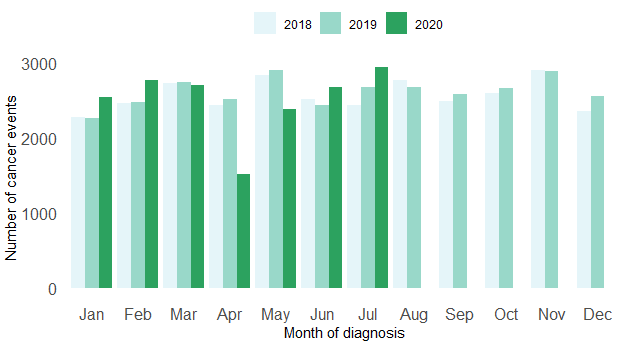 2018 2019 2020
3000
2000
1000
0
Number of cancer events
Jan Feb Mar Apr May Jun Jul Aug Sep Oct Nov Dec
Month of diagnosis